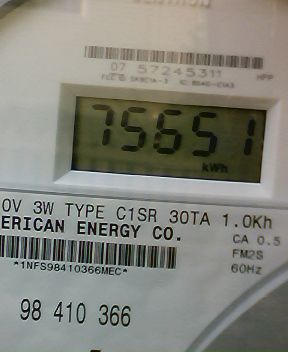 07 57245311
HPP
75651
kWh
0V 3W TYPE C1SR 30TA 1.0Kh
ERICAN ENERGY CO.
CA 0.5
FM2S
*1NFS98410366MEC*
60Hz
98 410 366